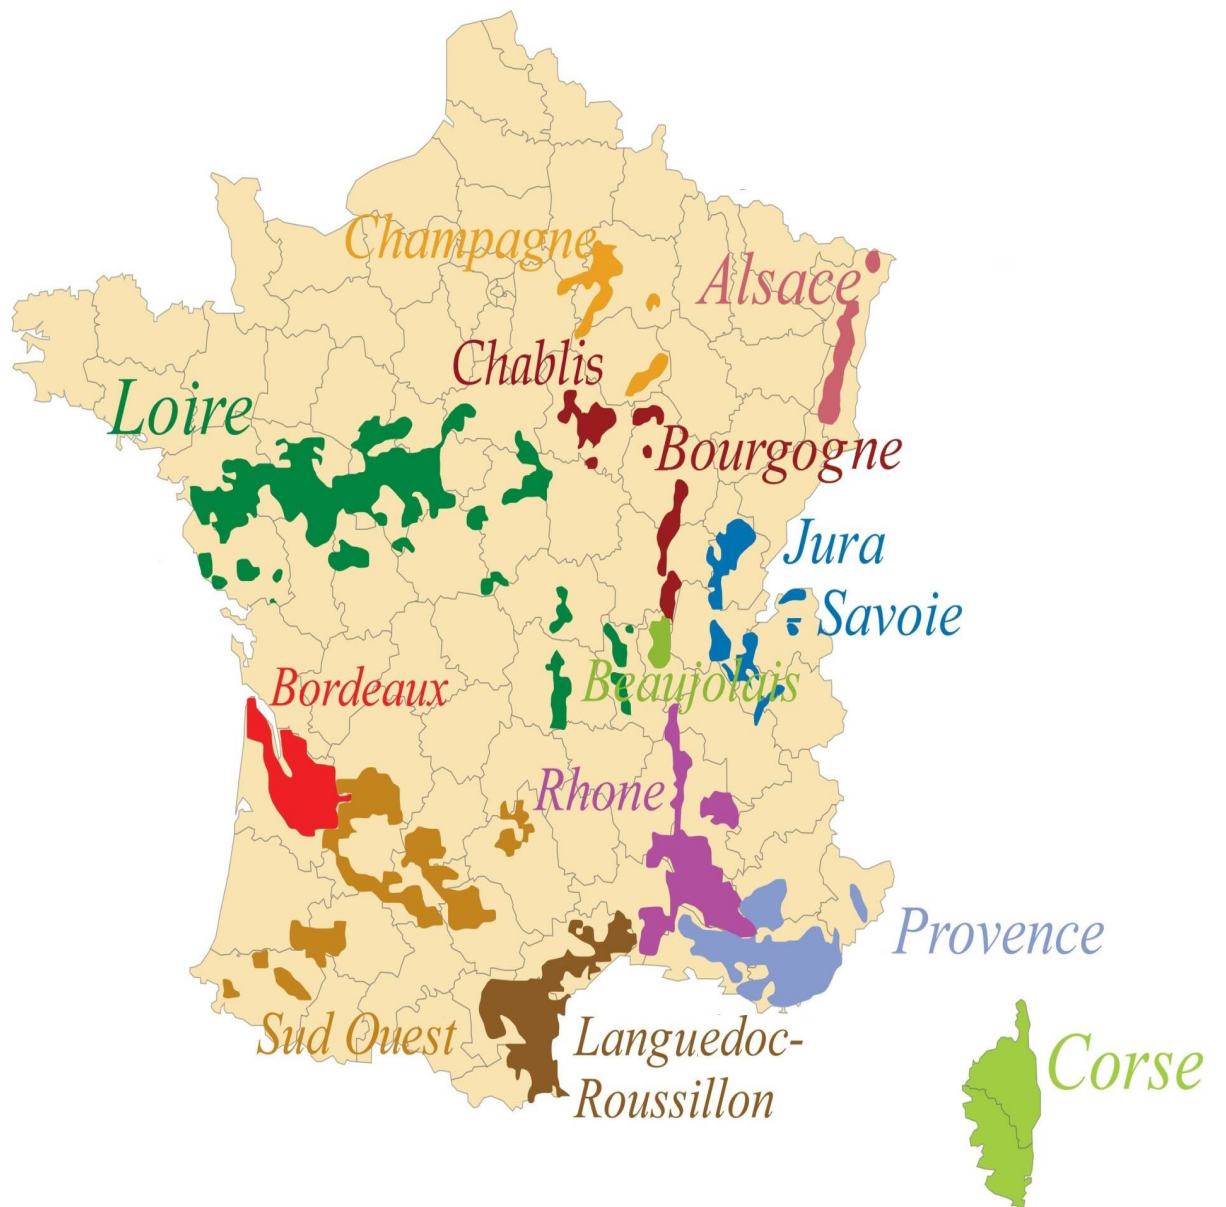 Champagne
Alsace
Chablis
Loire
Bourgogne
Jura
Savoie
Bordeaux
Beaujolais
Rhone
Provence
Sud Ouest
Languedoc-
Roussillon
Corse